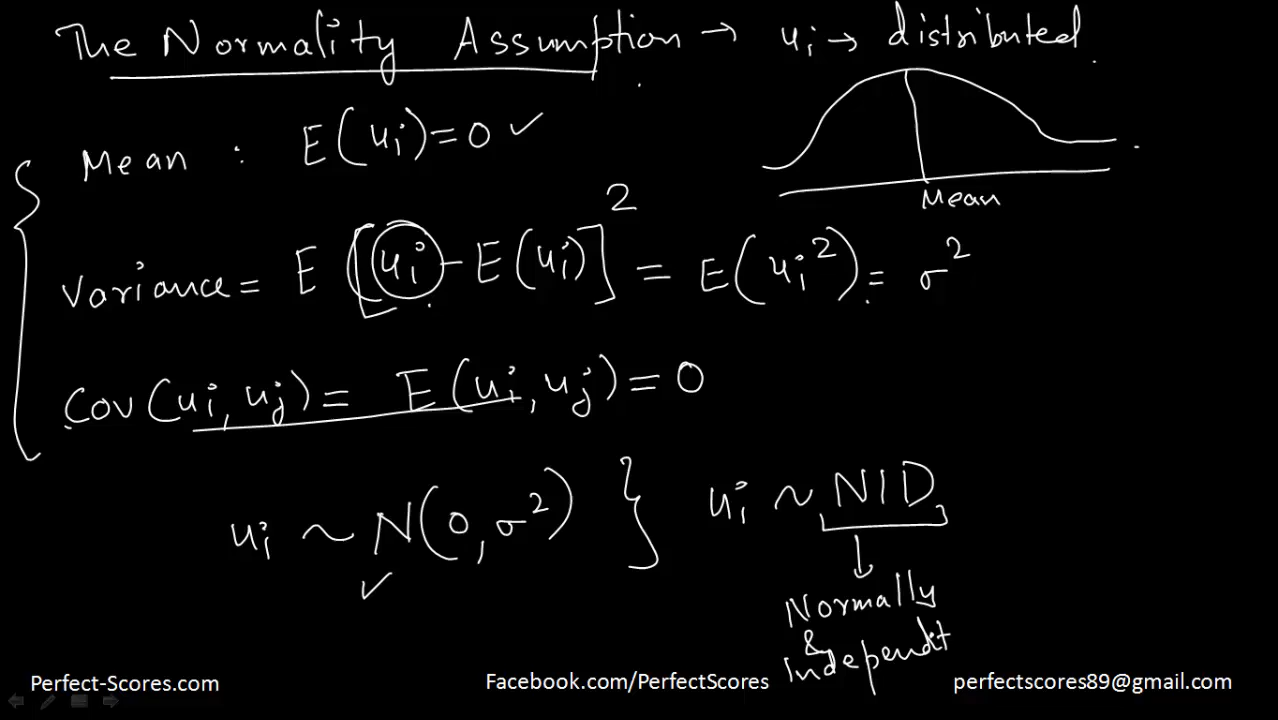 The Normality Assumption → ui → distributed.
Mean : E(ui)=0 ✓
Mean
Variance = E[ui - E(ui)]² = E(ui²) = σ²
Cov(ui, uj) = E(ui, uj) = 0
ui ~ N(0, σ²) } ui ~ NID
✓
↓
Normally
&
Independit
Perfect-Scores.com
Facebook.com/PerfectScores
perfectscores89@gmail.com